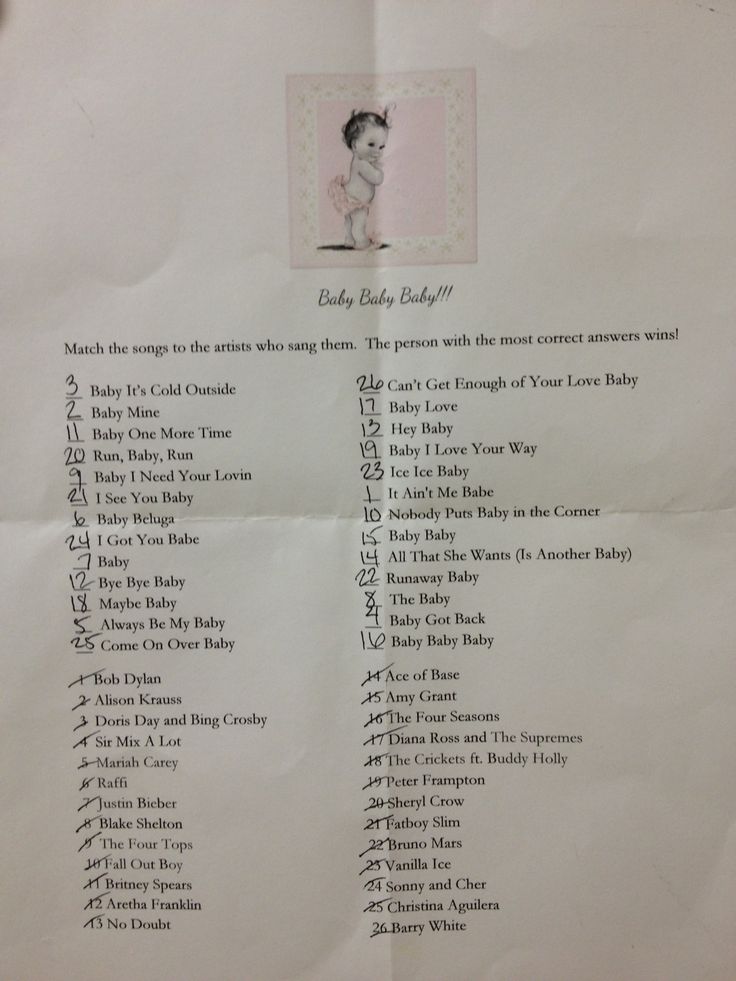 Baby Baby Baby!!!
Match the songs to the artists who sang them. The person with the most correct answers wins!
3 Baby It's Cold Outside
2 Baby Mine
11 Baby One More Time
20 Run, Baby, Run
9 Baby I Need Your Lovin
21 I See You Baby
6 Baby Beluga
24 I Got You Babe
7 Baby
12 Bye Bye Baby
18 Maybe Baby
5 Always Be My Baby
25 Come On Over Baby
26 Can't Get Enough of Your Love Baby
17 Baby Love
13 Hey Baby
19 Baby I Love Your Way
23 Ice Ice Baby
1 It Ain't Me Babe
10 Nobody Puts Baby in the Corner
15 Baby Baby
14 All That She Wants (Is Another Baby)
22 Runaway Baby
8 The Baby
4 Baby Got Back
16 Baby Baby Baby
1 Bob Dylan
2 Alison Krauss
3 Doris Day and Bing Crosby
4 Sir Mix A Lot
5 Mariah Carey
6 Raffi
7 Justin Bieber
8 Blake Shelton
9 The Four Tops
10 Fall Out Boy
11 Britney Spears
12 Aretha Franklin
13 No Doubt
14 Ace of Base
15 Amy Grant
16 The Four Seasons
17 Diana Ross and The Supremes
18 The Crickets ft. Buddy Holly
19 Peter Frampton
20 Sheryl Crow
21 Fatboy Slim
22 Bruno Mars
23 Vanilla Ice
24 Sonny and Cher
25 Christina Aguilera
26 Barry White